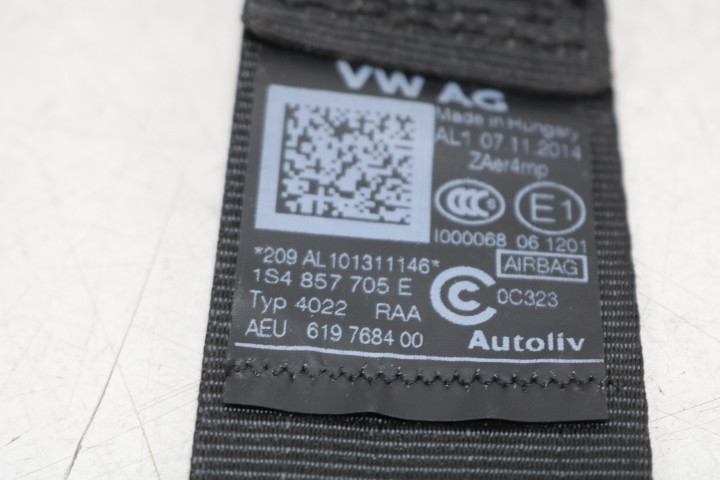 VW AG
Made in Hungary
AL1 07.11.2014
ZAer4mp
CCC S
E1
I000068 06 1201
*209 AL101311146*
AIRBAG
1S4 857 705 E
C
0C323
Typ 4022 RAA
AEU 619 7684 00
Autoliv